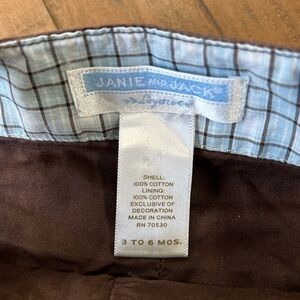 JANIE AND JACK®
Layette
SHELL:
100% COTTON
LINING:
100% COTTON
EXCLUSIVE OF
DECORATION
MADE IN CHINA
RN 70530
3 TO 6 MOS.